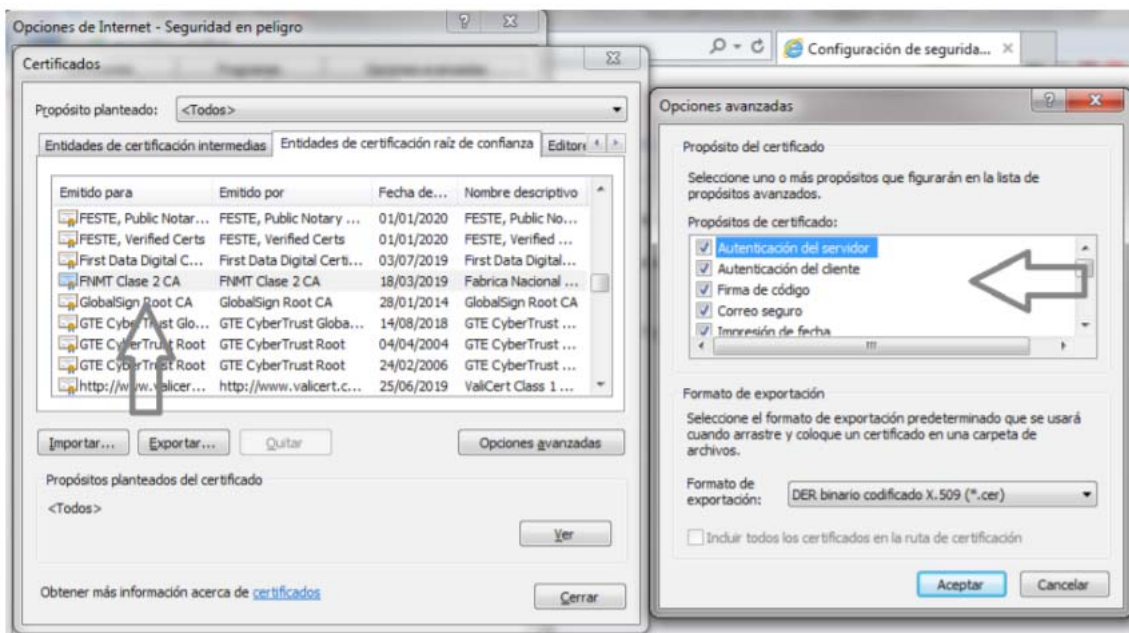 Opciones de Internet - Seguridad en peligro
Configuración de segurida...
Certificados
Propósito planteado: <Todos>
Entidades de certificación intermedias Entidades de certificación raíz de confianza Editore
Emitido para Emitido por Fecha de... Nombre descriptivo
FESTE, Public Notar... FESTE, Public Notary ... 01/01/2020 FESTE, Public No...
FESTE, Verified Certs FESTE, Verified Certs 01/01/2020 FESTE, Verified ...
First Data Digital C... First Data Digital Certi... 03/07/2019 First Data Digital...
FNMT Clase 2 CA FNMT Clase 2 CA 18/03/2019 Fabrica Nacional ...
GlobalSign Root CA GlobalSign Root CA 28/01/2014 GlobalSign Root CA
GTE CyberTrust Glo... GTE CyberTrust Globa... 14/08/2018 GTE CyberTrust ...
GTE CyberTrust Root GTE CyberTrust Root 04/04/2004 GTE CyberTrust ...
GTE CyberTrust Root GTE CyberTrust Root 24/02/2006 GTE CyberTrust ...
http://www.valicer... http://www.valicert.c... 25/06/2019 ValiCert Class 1 ...
Importar... Exportar... Quitar Opciones avanzadas
Propósitos planteados del certificado
<Todos>
Ver
Obtener más información acerca de certificados
Cerrar
Opciones avanzadas
Propósito del certificado
Seleccione uno o más propósitos que figurarán en la lista de
propósitos avanzados.
Propósitos de certificado:
Autenticación del servidor
Autenticación del cliente
Firma de código
Correo seguro
Impresión de fecha
Formato de exportación
Seleccione el formato de exportación predeterminado que se usará
cuando arrastre y coloque un certificado en una carpeta de
archivos.
Formato de
exportación: DER binario codificado X.509 (*.cer)
Incluir todos los certificados en la ruta de certificación
Aceptar Cancelar